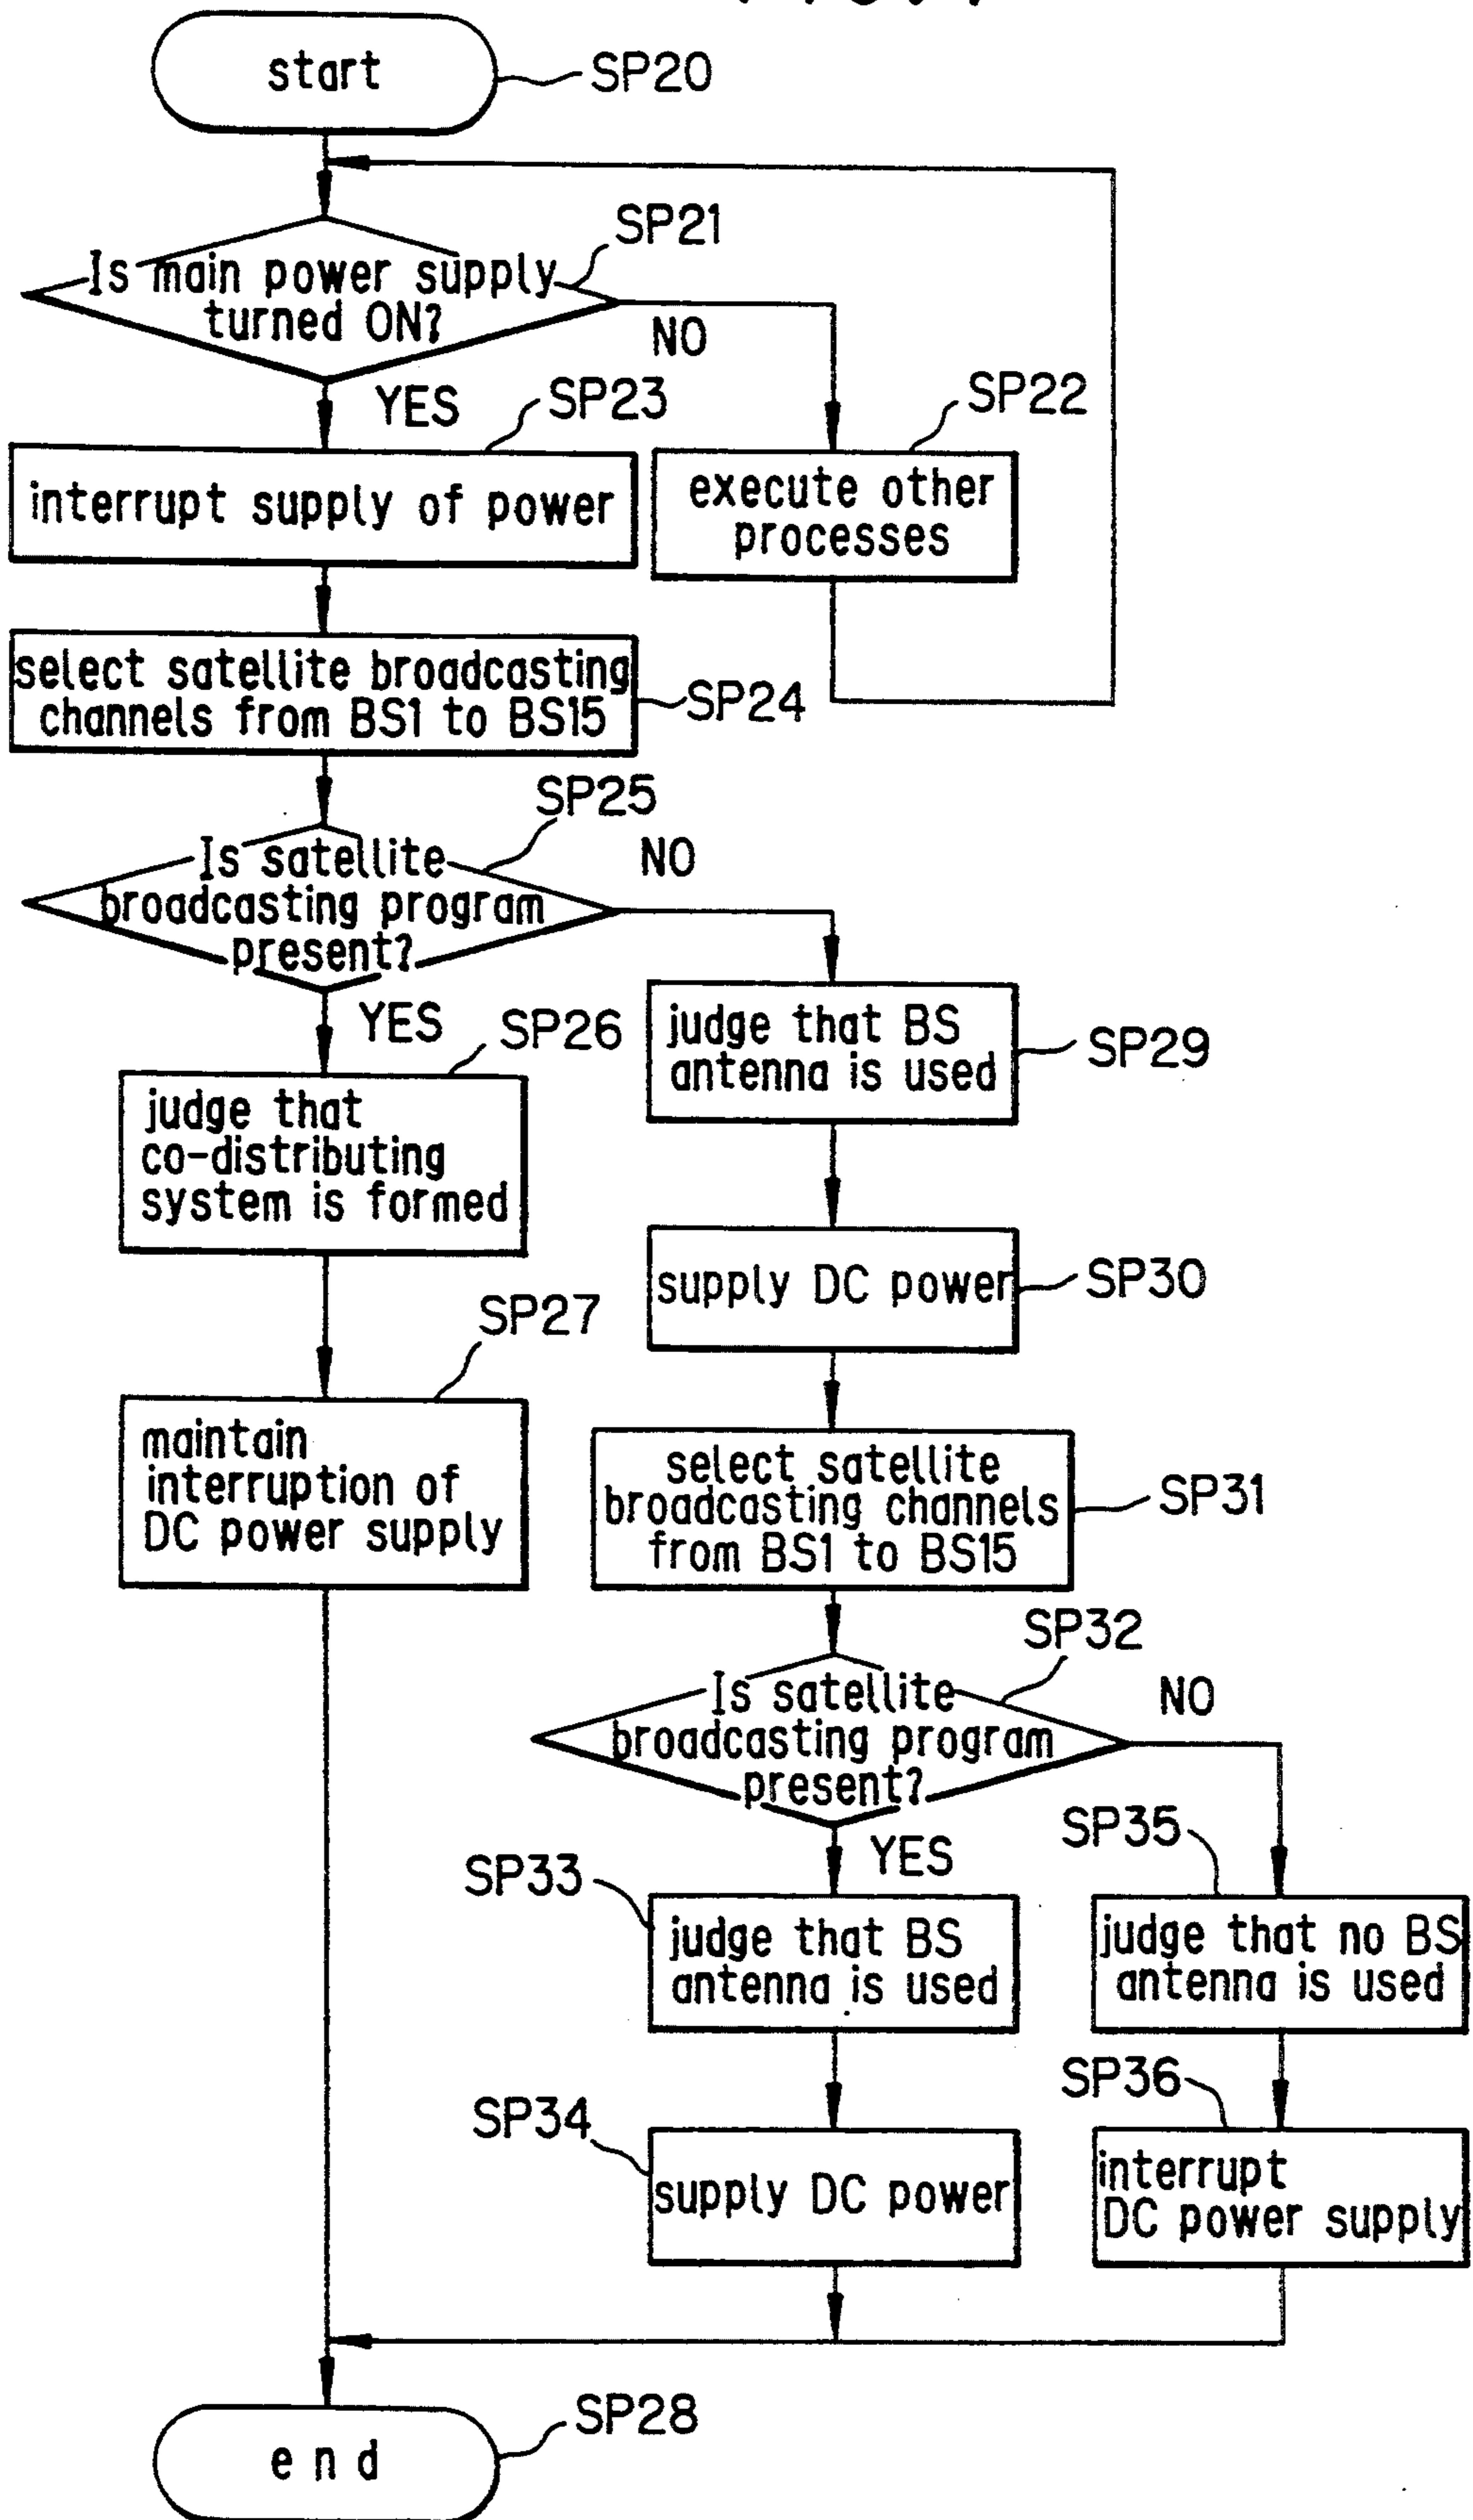 start
SP20
SP21
Is main power supply
turned ON?
NO
YES
SP23
SP22
interrupt supply of power
execute other
processes
select satellite broadcasting
channels from BS1 to BS15
SP24
SP25
Is satellite
broadcasting program
present?
NO
YES
SP26
judge that BS
antenna is used
SP29
judge that
co-distributing
system is formed
supply DC power
SP30
SP27
maintain
interruption of
DC power supply
select satellite
broadcasting channels
from BS1 to BS15
SP31
SP32
Is satellite
broadcasting program
present?
NO
YES
SP33
SP35
judge that BS
antenna is used
judge that no BS
antenna is used
SP34
SP36
supply DC power
interrupt
DC power supply
SP28
end